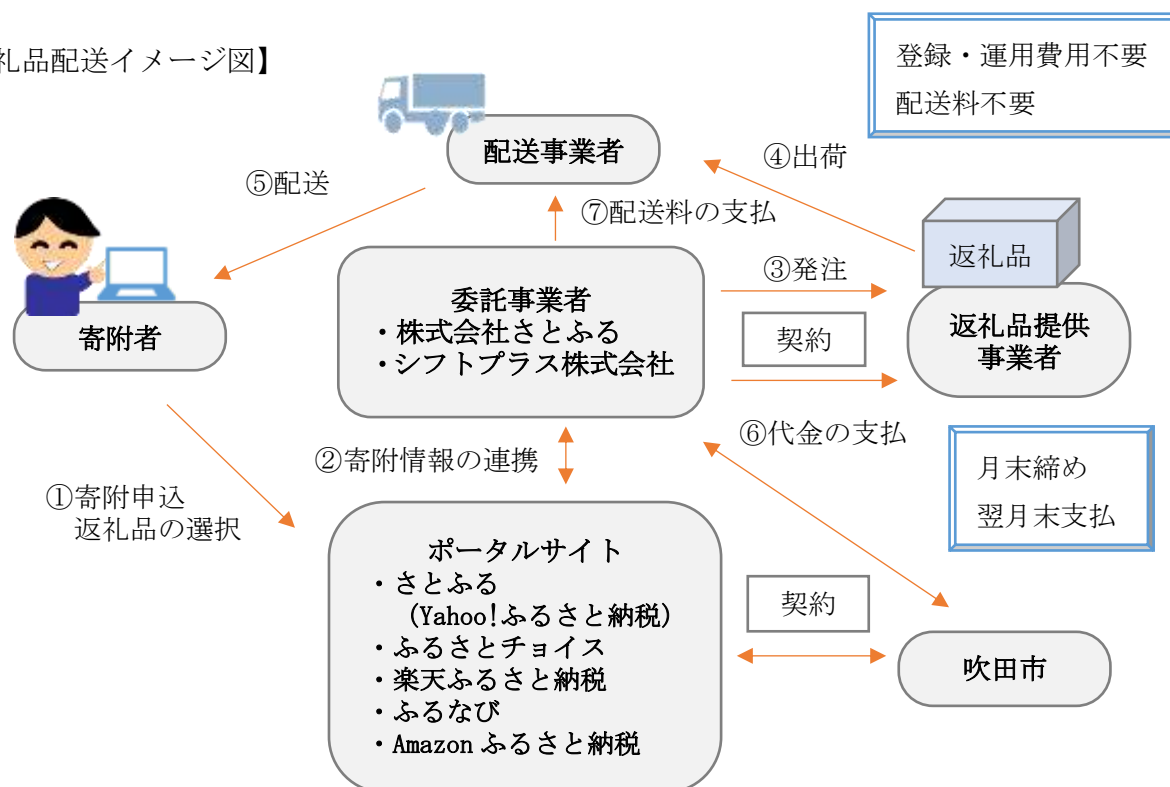 礼品配送イメージ図】
登録・運用費用不要
配送料不要
配送事業者
④出荷
⑤配送
⑦配送料の支払
返礼品
③発注
委託事業者
・株式会社さとふる
・シフトプラス株式会社
寄附者
契約
返礼品提供
事業者
⑥代金の支払
②寄附情報の連携
月末締め
翌月末支払
①寄附申込
返礼品の選択
ポータルサイト
・さとふる
(Yahoo!ふるさと納税)
・ふるさとチョイス
・楽天ふるさと納税
・ふるなび
・Amazon ふるさと納税
契約
吹田市